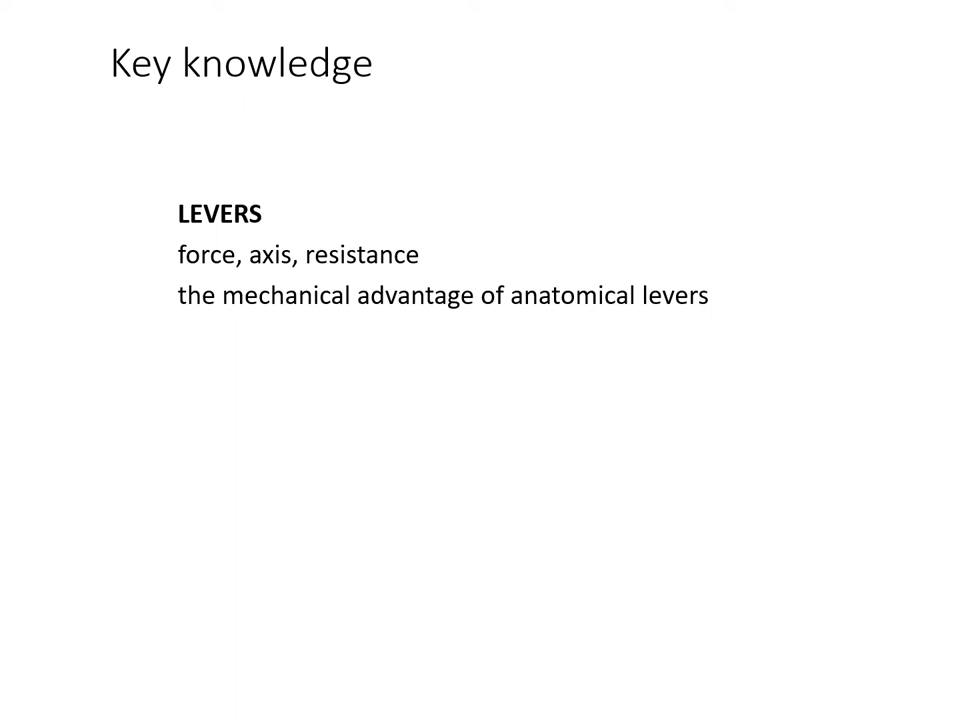 Key knowledge
LEVERS
force, axis, resistance
the mechanical advantage of anatomical levers